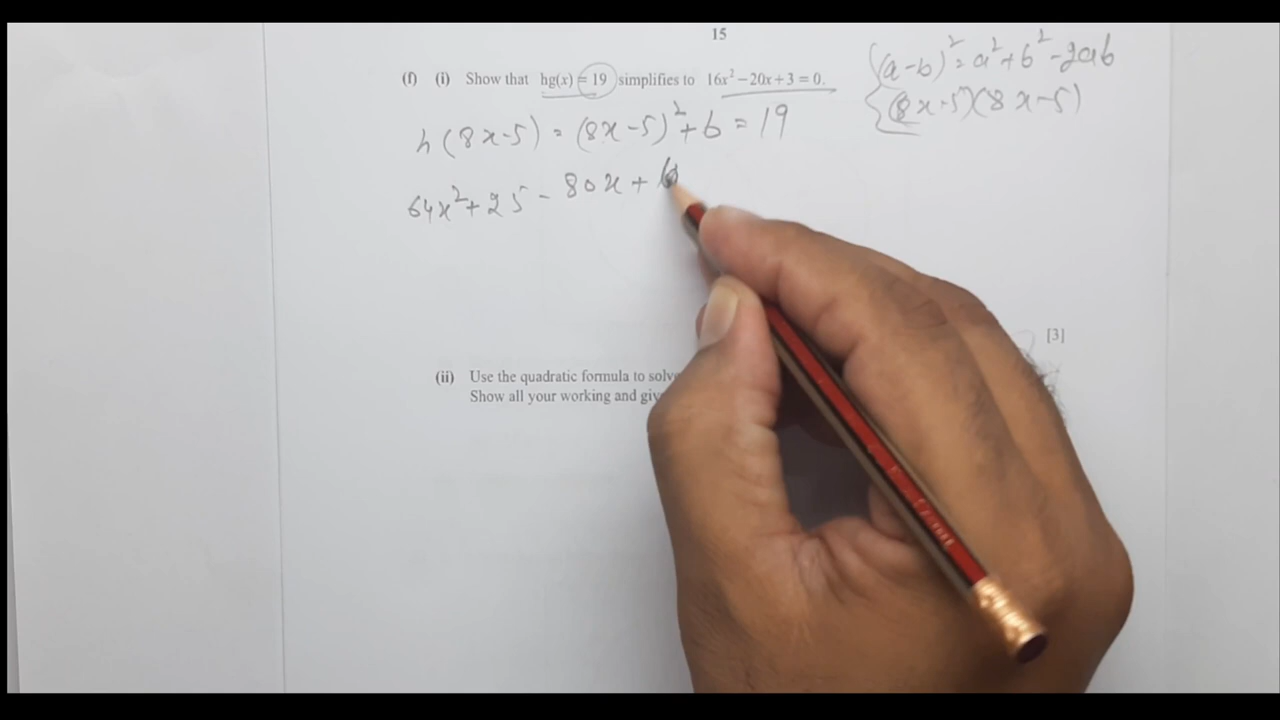 15
(f) (i) Show that hg(x) = 19 simplifies to 16x² − 20x + 3 = 0.
(a-b)² = a² + b² - 2ab
(8x-5)(8x-5)
h(8x-5) = (8x-5)² + 6 = 19
64x² + 25 - 80x + 6
[3]
(ii) Use the quadratic formula to solve
Show all your working and